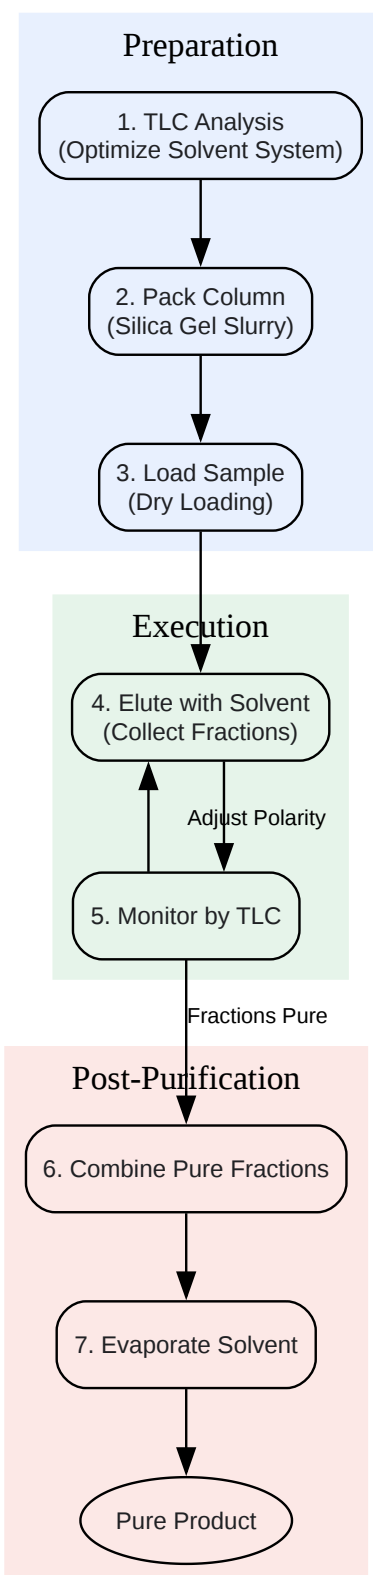 Preparation
1. TLC Analysis
(Optimize Solvent System)
2. Pack Column
(Silica Gel Slurry)
3. Load Sample
(Dry Loading)
Execution
4. Elute with Solvent
(Collect Fractions)
Adjust Polarity
5. Monitor by TLC
Fractions Pure
Post-Purification
6. Combine Pure Fractions
7. Evaporate Solvent
Pure Product